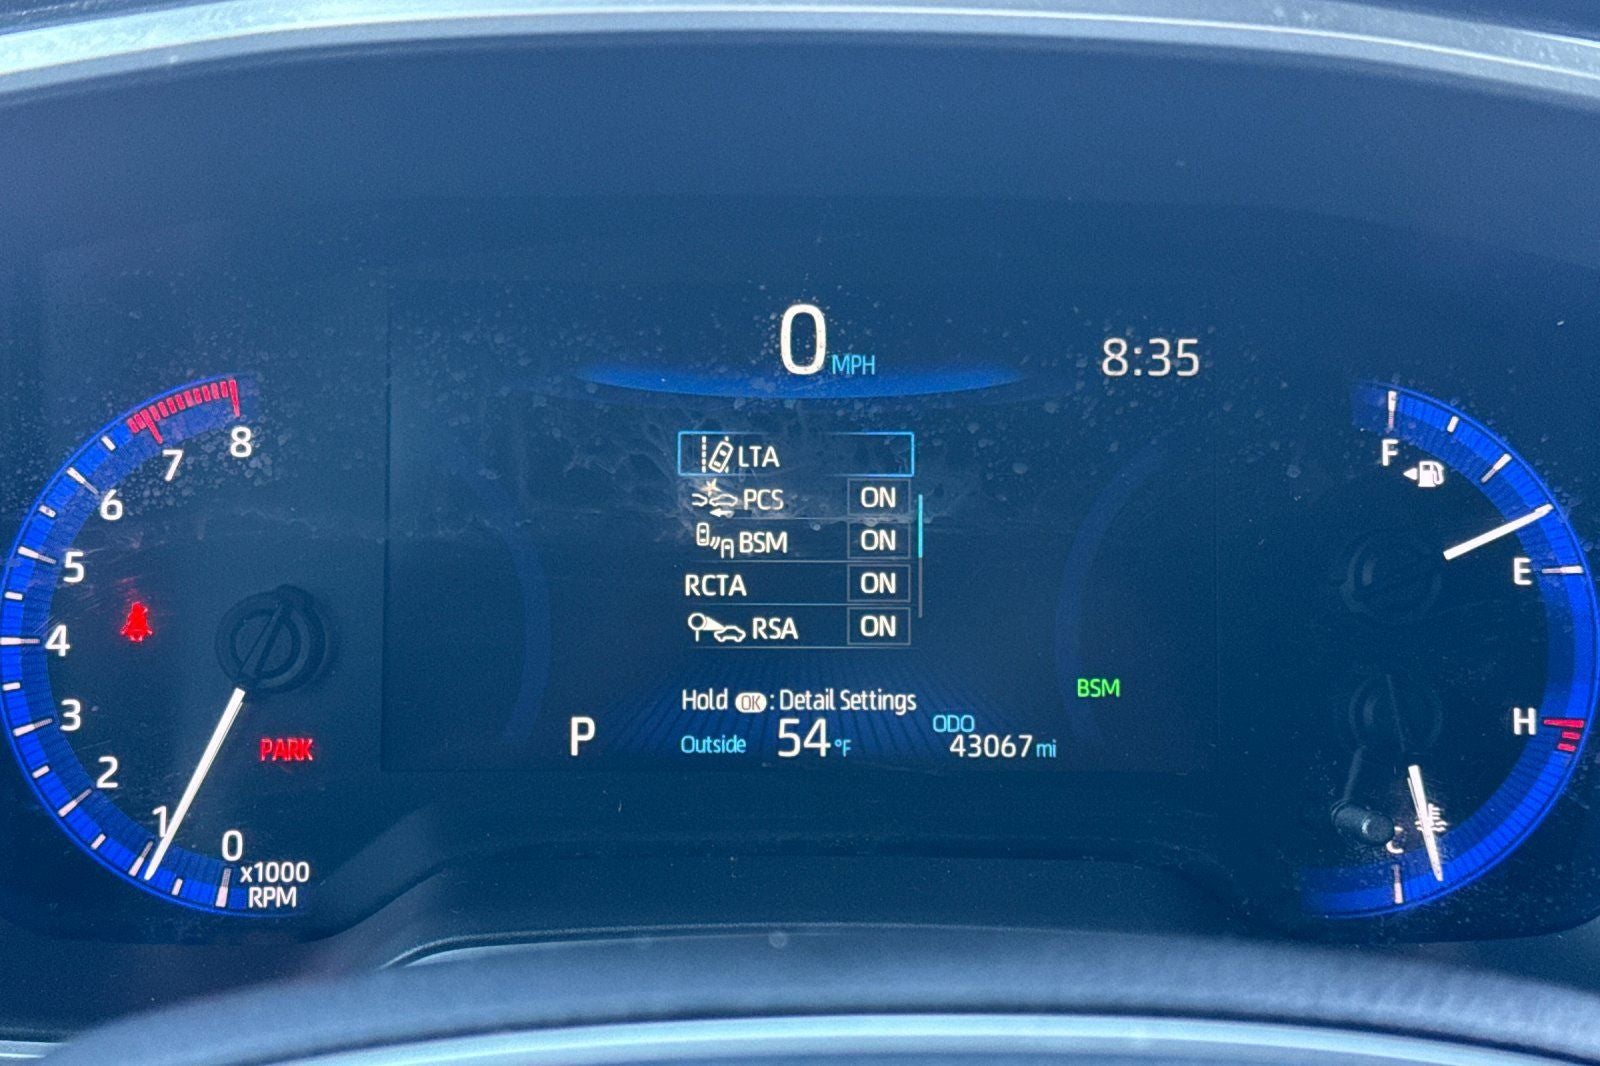 0 MPH
8:35
LTA
PCS ON
BSM ON
RCTA ON
RSA ON
Hold OK : Detail Settings
P
Outside 54 °F
ODO
43067 mi
BSM
8
7
6
5
4
3
2
1
0
x1000
RPM
PARK
F
E
H
C